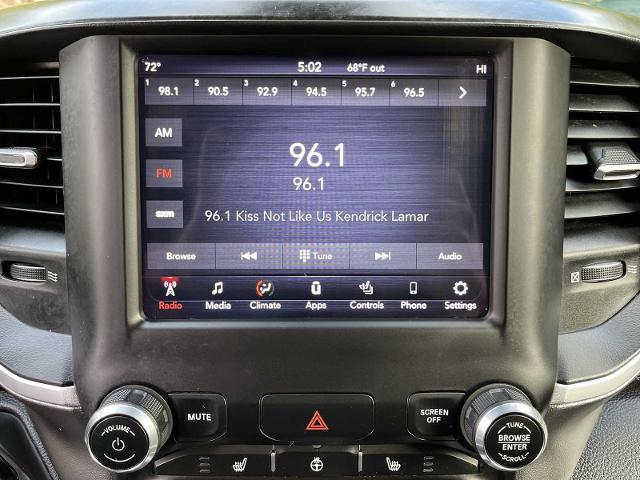 72° 5:02 68°F out HI
1 98.1 2 90.5 3 92.9 4 94.5 5 95.7 6 96.5
AM
96.1
FM
96.1
sxm
96.1 Kiss Not Like Us Kendrick Lamar
Browse Tune Audio
Radio Media Climate Apps Controls Phone Settings
VOLUME
MUTE
SCREEN
OFF
TUNE
BROWSE
ENTER
SCROLL